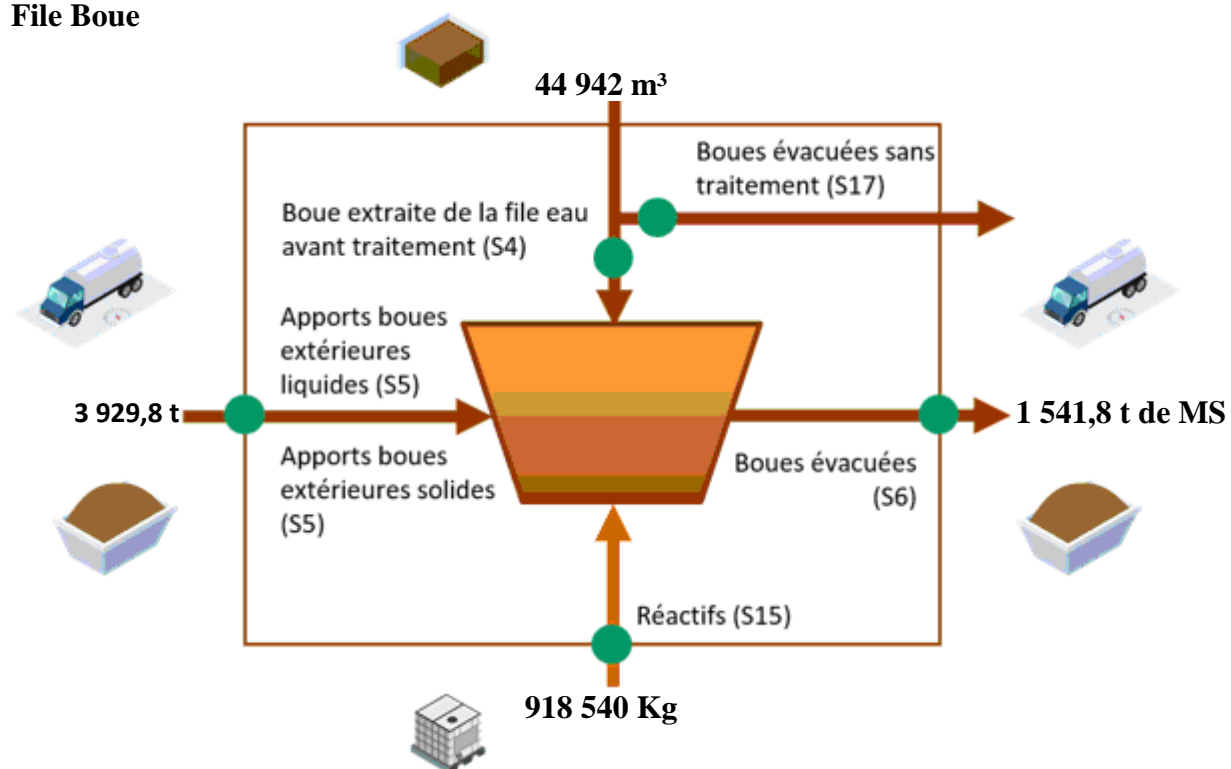 File Boue
44 942 m³
Boues évacuées sans
traitement (S17)
Boue extraite de la file eau
avant traitement (S4)
Apports boues
extérieures
liquides (S5)
3 929,8 t
1 541,8 t de MS
Apports boues
extérieures solides
(S5)
Boues évacuées
(S6)
Réactifs (S15)
918 540 Kg